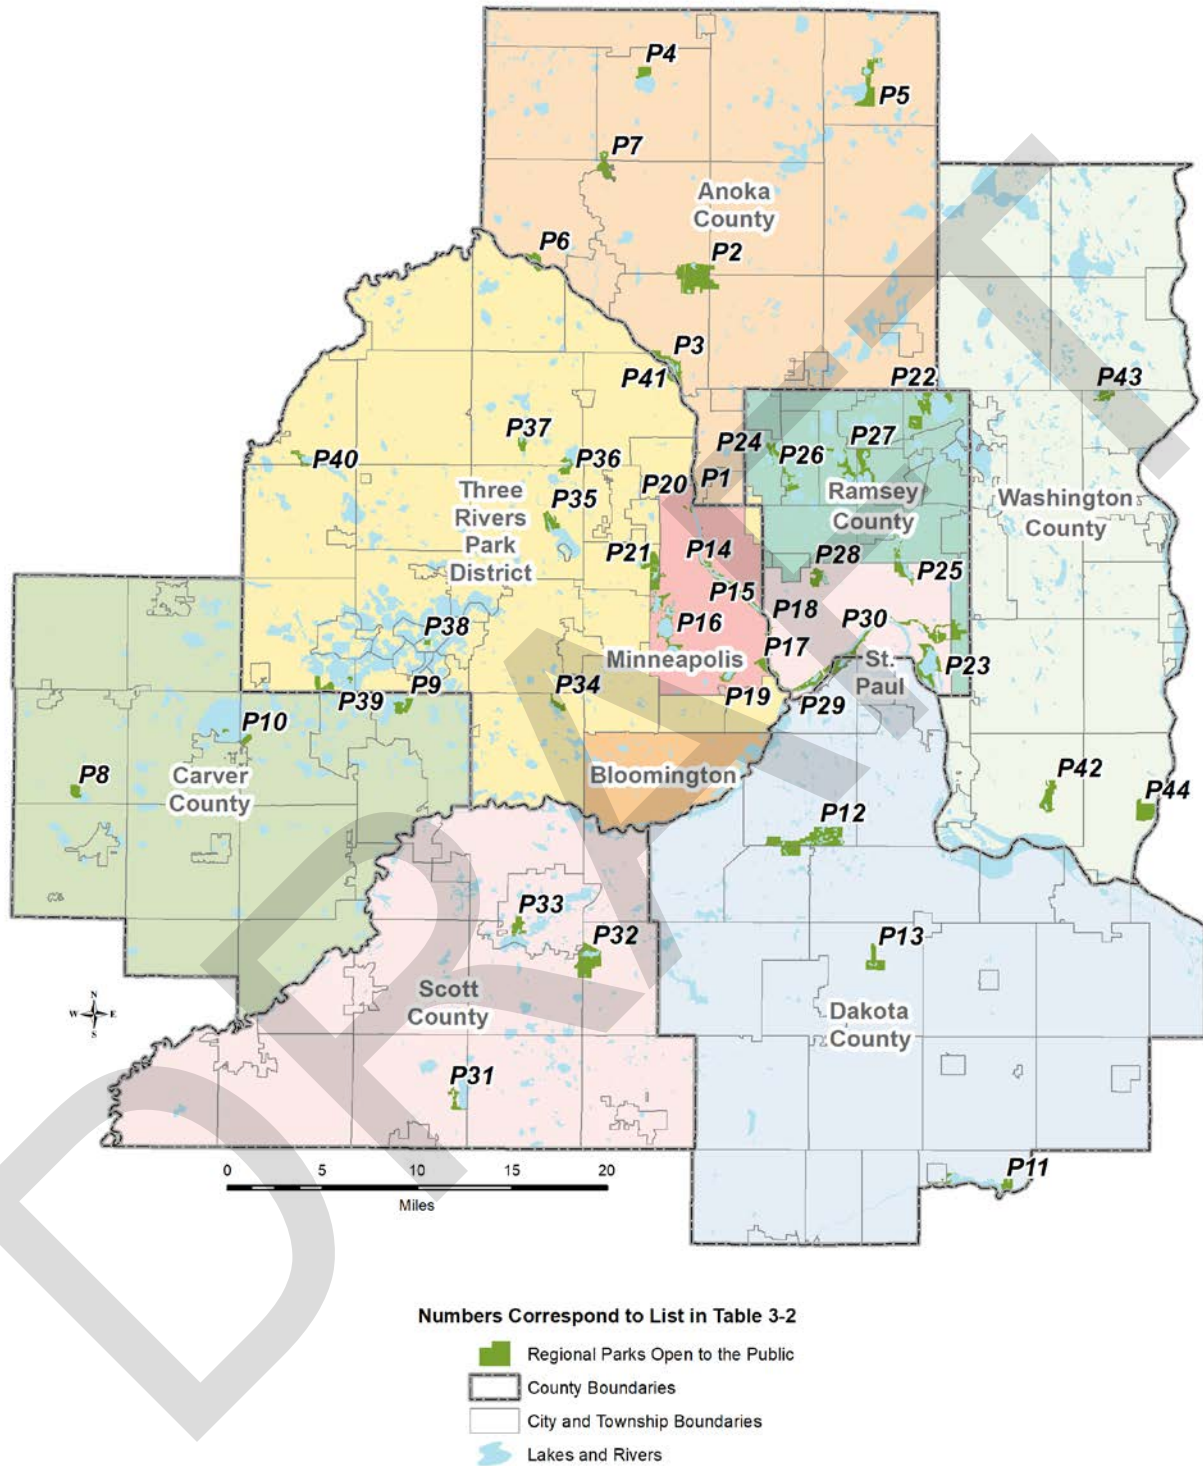 P4
P5
P7
Anoka
County
P6
P2
P3
P41
P22
P43
P37
P24
P27
P26
P40
P36
P20
P1
Three
Rivers
Park
District
Ramsey
County
Washington
County
P35
P21
P14
P28
P25
P15
P18
P30
P38
P16
P17
Minneapolis
St.
Paul
P23
P39
P9
P34
P19
P29
P10
P8
Carver
County
Bloomington
P42
P44
P12
P33
P32
P13
Scott
County
Dakota
County
N
W E
S
P31
P11
0 5 10 15 20
Miles
DRAFT
Numbers Correspond to List in Table 3-2
Regional Parks Open to the Public
County Boundaries
City and Township Boundaries
Lakes and Rivers